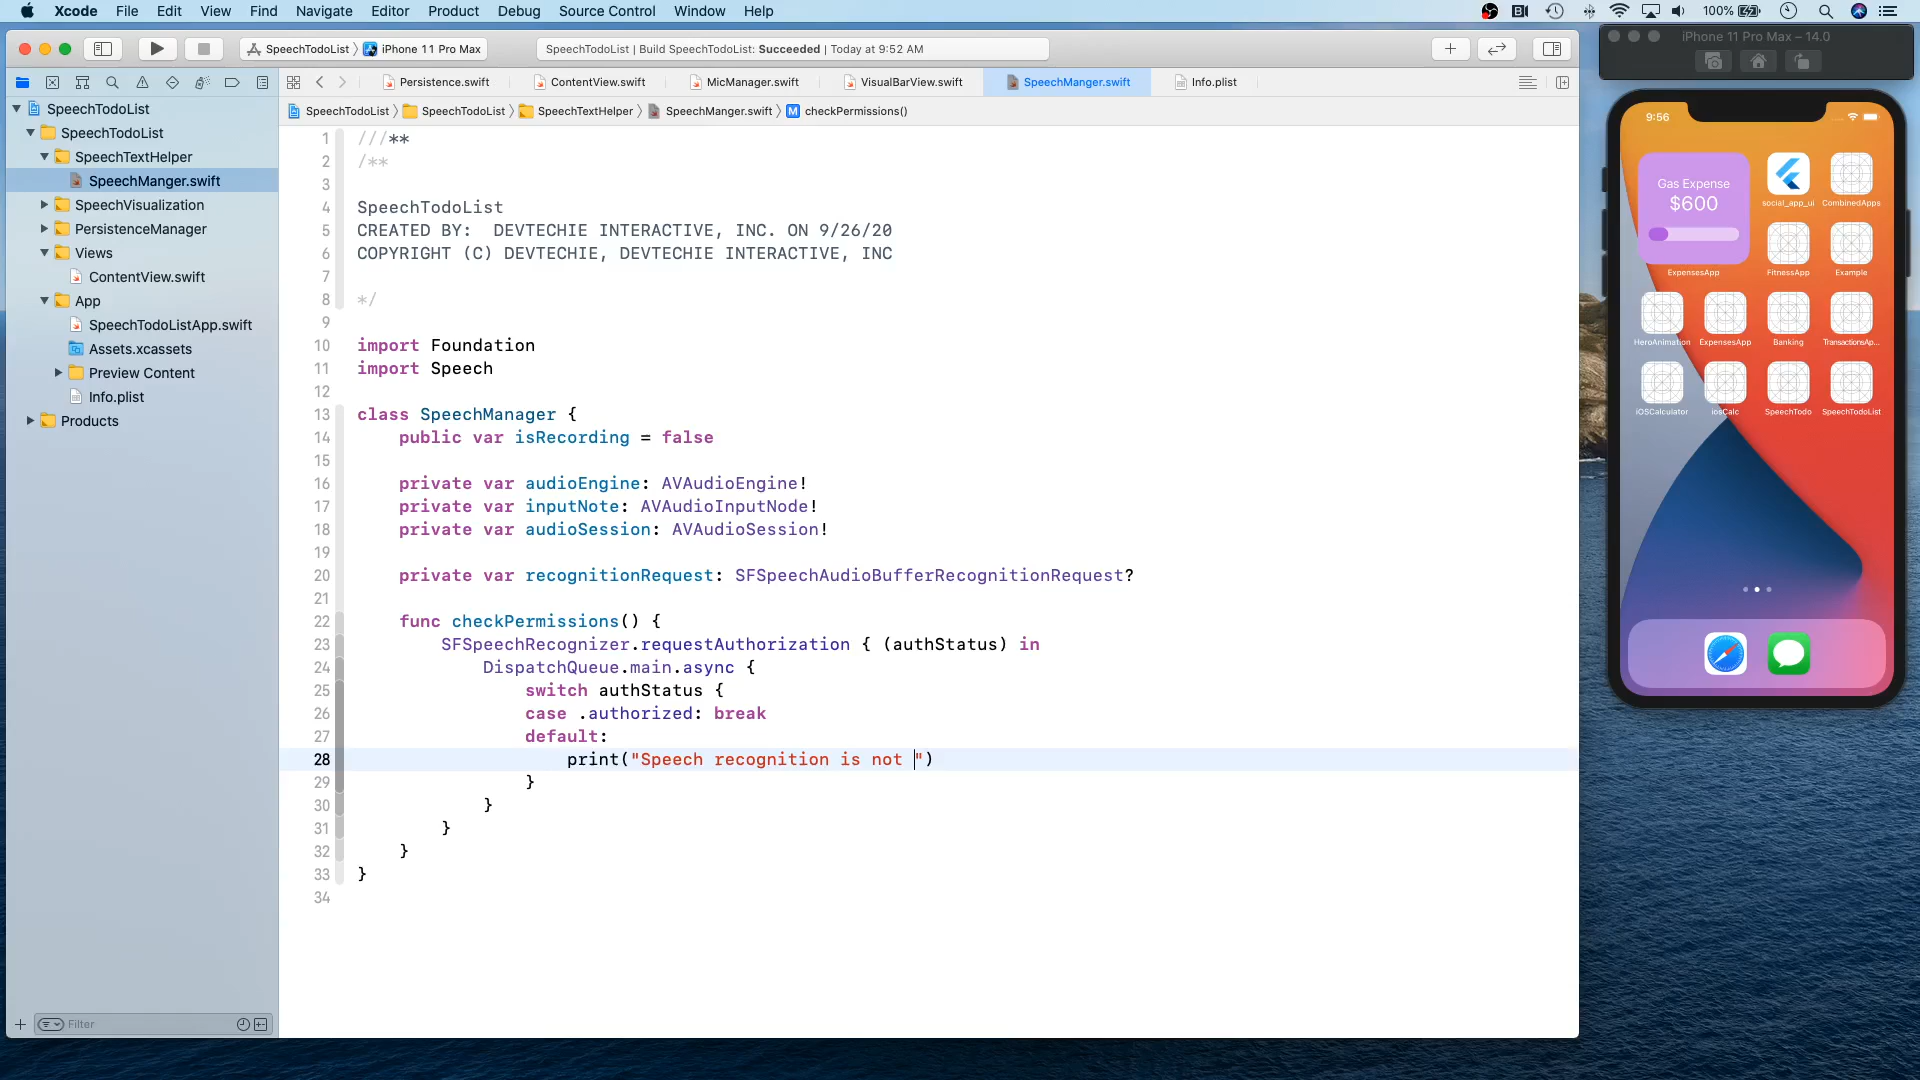 Xcode File Edit View Find Navigate Editor Product Debug Source Control Window Help 100%
SpeechTodoList iPhone 11 Pro Max
SpeechTodoList | Build SpeechTodoList: Succeeded | Today at 9:52 AM
Persistence.swift ContentView.swift MicManager.swift VisualBarView.swift SpeechManger.swift Info.plist
SpeechTodoList SpeechTodoList SpeechTextHelper SpeechManger.swift M checkPermissions()
SpeechTodoList
SpeechTodoList
SpeechTextHelper
SpeechManger.swift
SpeechVisualization
PersistenceManager
Views
ContentView.swift
App
SpeechTodoListApp.swift
Assets.xcassets
Preview Content
Info.plist
Products
Filter
1 ///**
2 /**
3
4 SpeechTodoList
5 CREATED BY:  DEVTECHIE INTERACTIVE, INC. ON 9/26/20
6 COPYRIGHT (C) DEVTECHIE, DEVTECHIE INTERACTIVE, INC
7
8 */
9
10 import Foundation
11 import Speech
12
13 class SpeechManager {
14 public var isRecording = false
15
16 private var audioEngine: AVAudioEngine!
17 private var inputNote: AVAudioInputNode!
18 private var audioSession: AVAudioSession!
19
20 private var recognitionRequest: SFSpeechAudioBufferRecognitionRequest?
21
22 func checkPermissions() {
23 SFSpeechRecognizer.requestAuthorization { (authStatus) in
24 DispatchQueue.main.async {
25 switch authStatus {
26 case .authorized: break
27 default:
28 print("Speech recognition is not ")
29 }
30 }
31 }
32 }
33 }
34
iPhone 11 Pro Max – 14.0
9:56
Gas Expense
$600
ExpensesApp
social_app_ui CombinedApps
FitnessApp Example
HeroAnimation ExpensesApp Banking TransactionsAp...
iOSCalculator iosCalc SpeechTodo SpeechTodoList